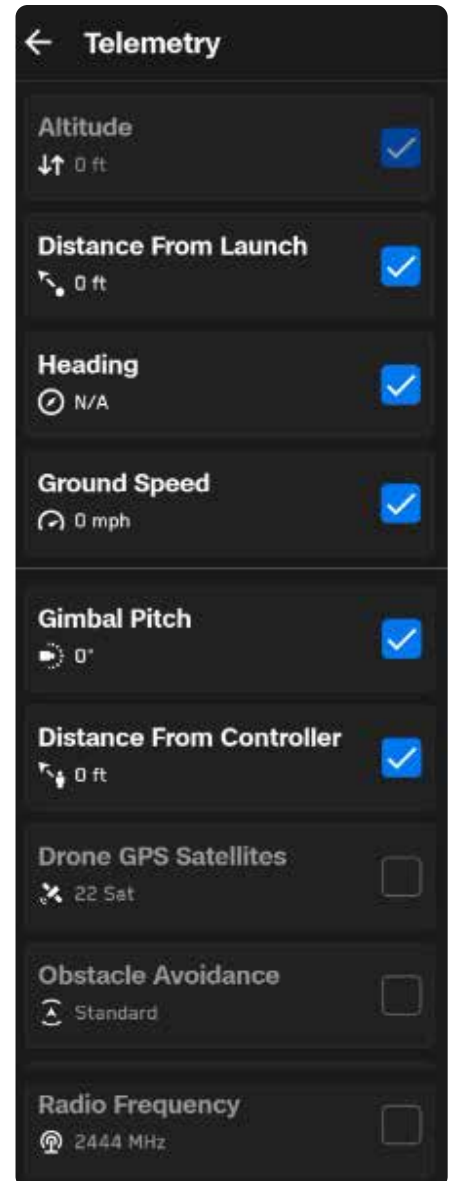 Telemetry
Altitude
0 ft
Distance From Launch
0 ft
Heading
N/A
Ground Speed
0 mph
Gimbal Pitch
0°
Distance From Controller
0 ft
Drone GPS Satellites
22 Sat
Obstacle Avoidance
Standard
Radio Frequency
2444 MHz